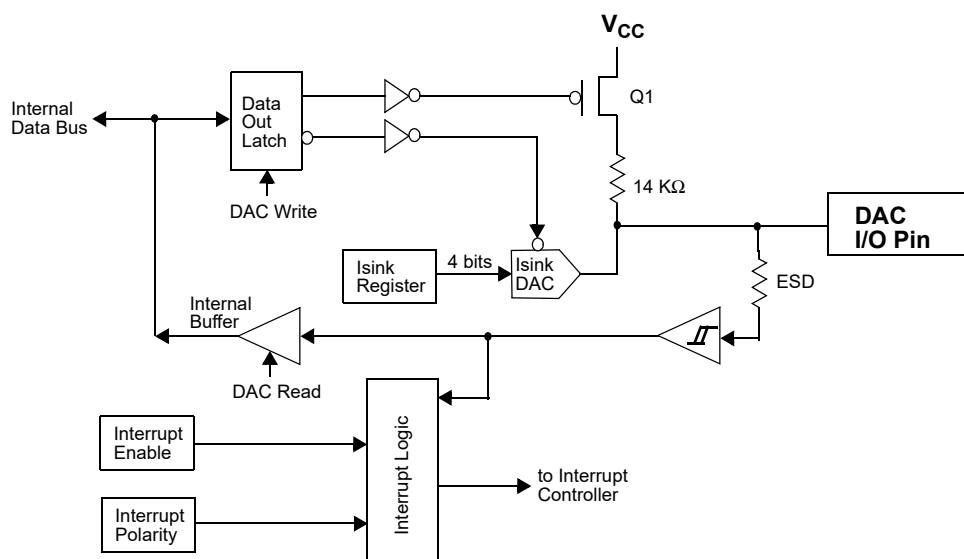 V_CC
Internal
Data Bus
Data
Out
Latch
Q1
14 KΩ
DAC Write
DAC
I/O Pin
Isink
Register
4 bits
Isink
DAC
ESD
Internal
Buffer
DAC Read
Interrupt
Enable
Interrupt Logic
to Interrupt
Controller
Interrupt
Polarity